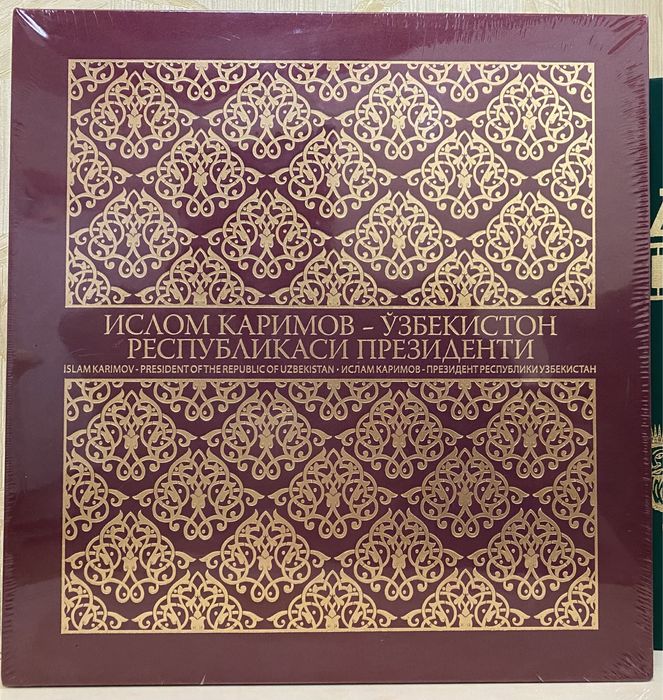 ИСЛОМ КАРИМОВ – ЎЗБЕКИСТОН
РЕСПУБЛИКАСИ ПРЕЗИДЕНТИ
ISLAM KARIMOV - PRESIDENT OF THE REPUBLIC OF UZBEKISTAN · ИСЛАМ КАРИМОВ - ПРЕЗИДЕНТ РЕСПУБЛИКИ УЗБЕКИСТАН